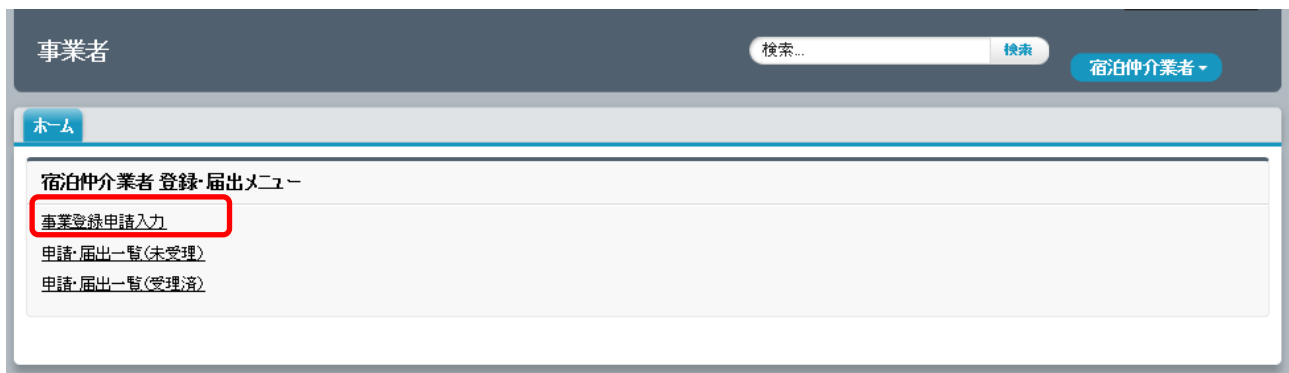 事業者
検索...
検索
宿泊仲介業者
ホーム
宿泊仲介業者 登録・届出メニュー
事業登録申請入力
申請・届出一覧(未受理)
申請・届出一覧(受理済)